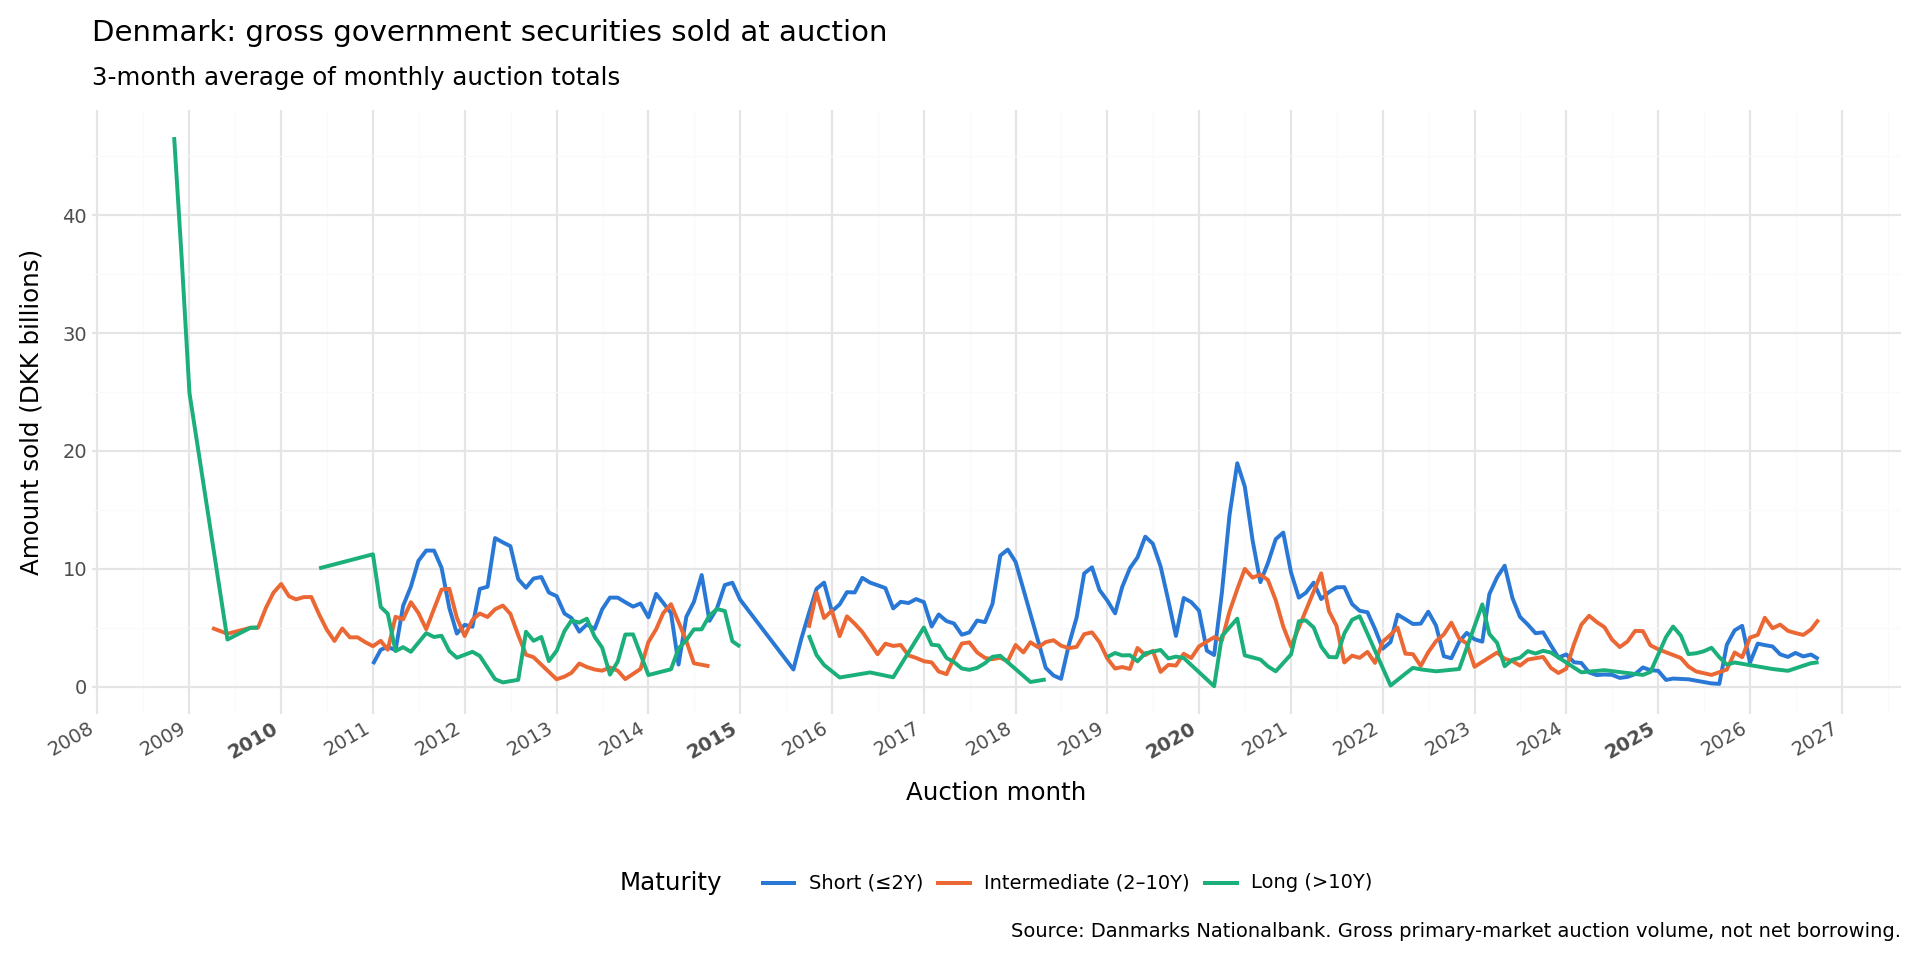 Denmark: gross government securities sold at auction
3-month average of monthly auction totals
Amount sold (DKK billions)
40
30
20
10
0
2008 2009 2010 2011 2012 2013 2014 2015 2016 2017 2018 2019 2020 2021 2022 2023 2024 2025 2026 2027
Auction month
Maturity Short (≤2Y) Intermediate (2–10Y) Long (>10Y)
Source: Danmarks Nationalbank. Gross primary-market auction volume, not net borrowing.